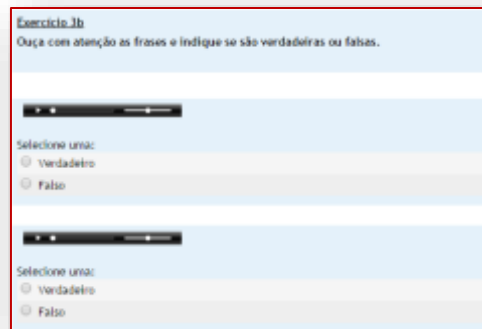 Exercício 3b
Ouça com atenção as frases e indique se são verdadeiras ou falsas.
Selecione uma:
Verdadeiro
Falso
Selecione uma:
Verdadeiro
Falso